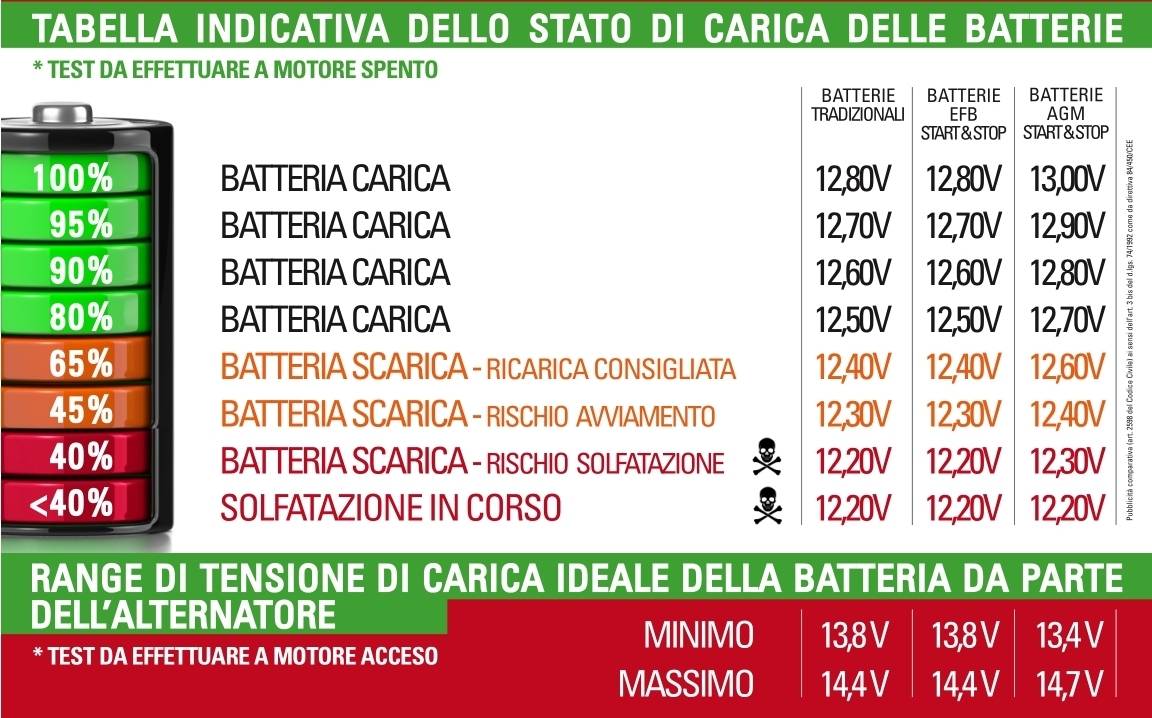 TABELLA INDICATIVA DELLO STATO DI CARICA DELLE BATTERIE
* TEST DA EFFETTUARE A MOTORE SPENTO
BATTERIE TRADIZIONALI
BATTERIE EFB START&STOP
BATTERIE AGM START&STOP
100% BATTERIA CARICA 12,80V 12,80V 13,00V
95% BATTERIA CARICA 12,70V 12,70V 12,90V
90% BATTERIA CARICA 12,60V 12,60V 12,80V
80% BATTERIA CARICA 12,50V 12,50V 12,70V
65% BATTERIA SCARICA - RICARICA CONSIGLIATA 12,40V 12,40V 12,60V
45% BATTERIA SCARICA - RISCHIO AVVIAMENTO 12,30V 12,30V 12,40V
40% BATTERIA SCARICA - RISCHIO SOLFATAZIONE 12,20V 12,20V 12,30V
<40% SOLFATAZIONE IN CORSO 12,20V 12,20V 12,20V
Pubblicità comparativa (art. 2598 del Codice Civile) ai sensi dell'art. 3 bis del d.lgs. 74/1992 come da direttiva 84/450/CEE
RANGE DI TENSIONE DI CARICA IDEALE DELLA BATTERIA DA PARTE
DELL'ALTERNATORE
* TEST DA EFFETTUARE A MOTORE ACCESO
MINIMO 13,8V 13,8V 13,4V
MASSIMO 14,4V 14,4V 14,7V